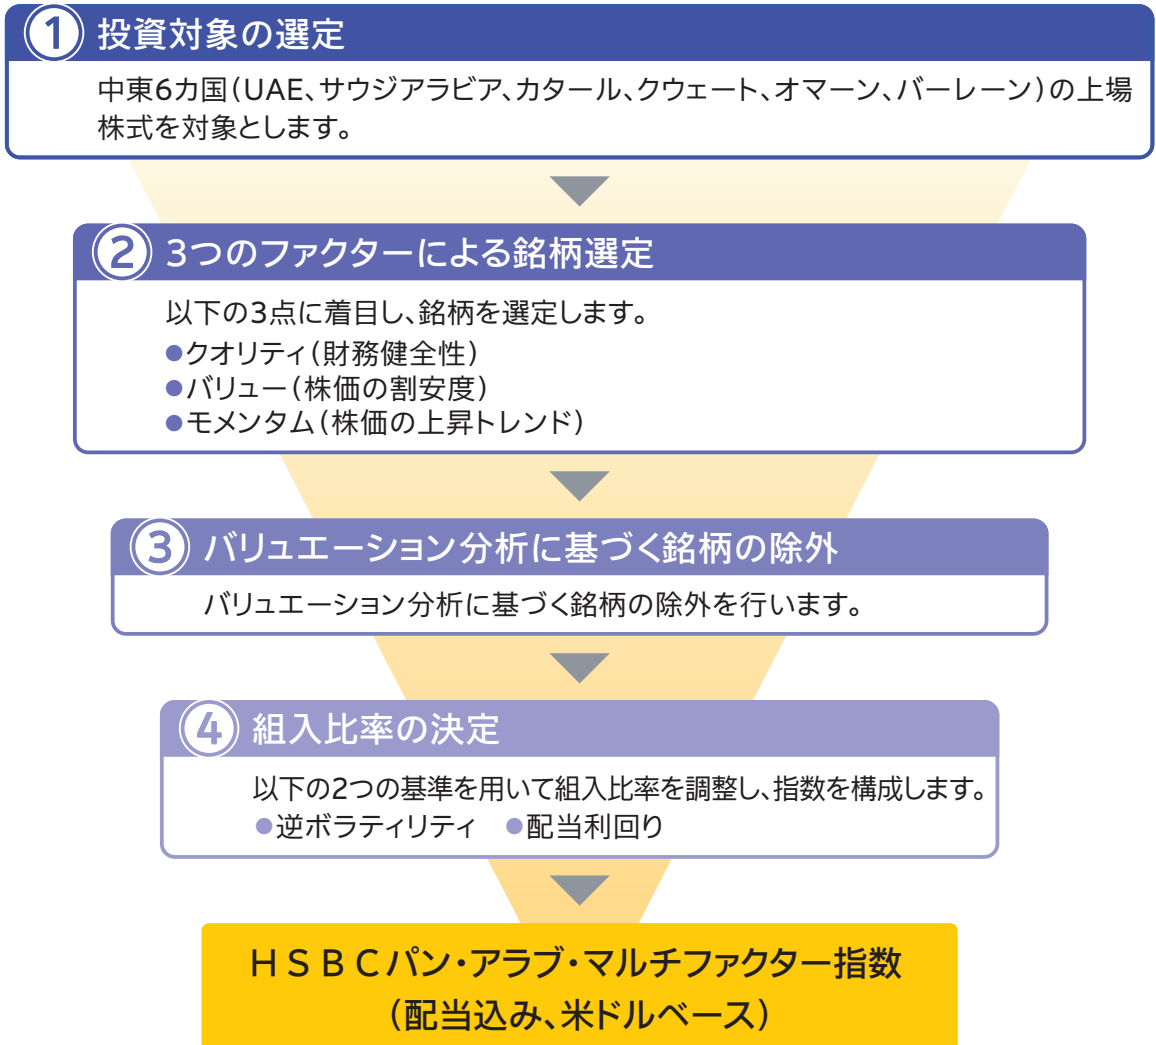 ① 投資対象の選定
中東6カ国(UAE、サウジアラビア、カタール、クウェート、オマーン、バーレーン)の上場
株式を対象とします。
② 3つのファクターによる銘柄選定
以下の3点に着目し、銘柄を選定します。
●クオリティ(財務健全性)
●バリュー(株価の割安度)
●モメンタム(株価の上昇トレンド)
③ バリュエーション分析に基づく銘柄の除外
バリュエーション分析に基づく銘柄の除外を行います。
④ 組入比率の決定
以下の2つの基準を用いて組入比率を調整し、指数を構成します。
●逆ボラティリティ ●配当利回り
HSBCパン・アラブ・マルチファクター指数
(配当込み、米ドルベース)